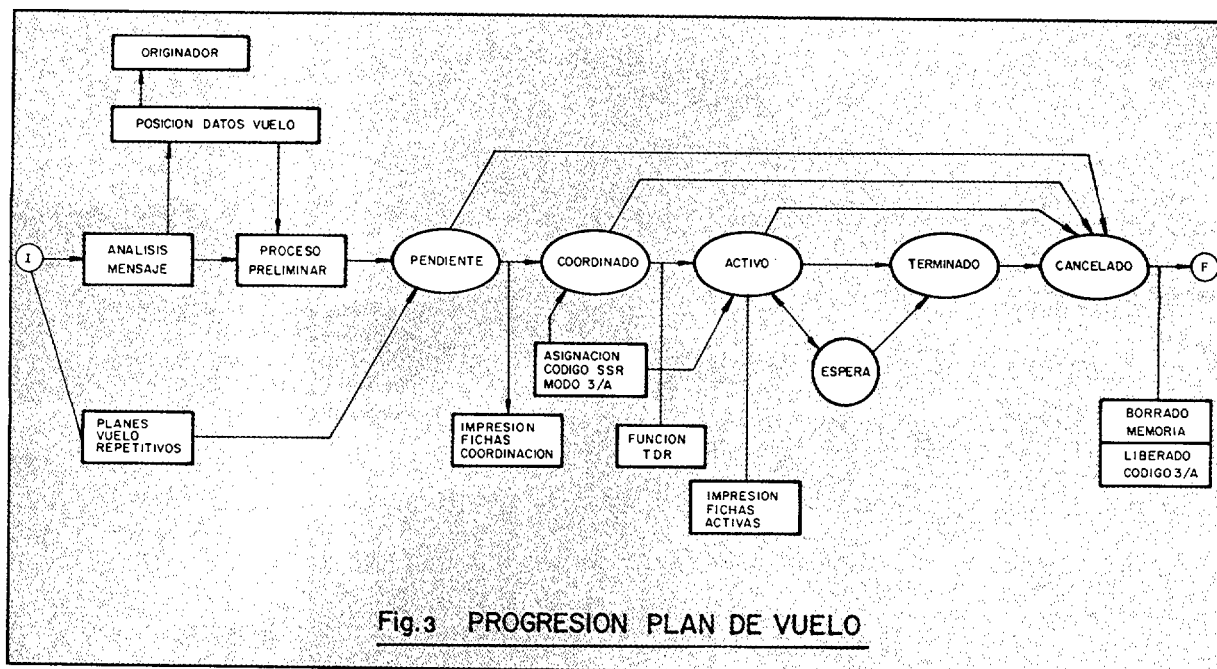 ORIGINADOR
POSICION DATOS VUELO
I
ANALISIS
MENSAJE
PROCESO
PRELIMINAR
PENDIENTE
COORDINADO
ACTIVO
TERMINADO
CANCELADO
F
ESPERA
ASIGNACION
CODIGO SSR
MODO 3/A
PLANES
VUELO
REPETITIVOS
IMPRESION
FICHAS
COORDINACION
FUNCION
TDR
IMPRESION
FICHAS
ACTIVAS
BORRADO
MEMORIA
LIBERADO
CODIGO 3/A
Fig.3 PROGRESION PLAN DE VUELO